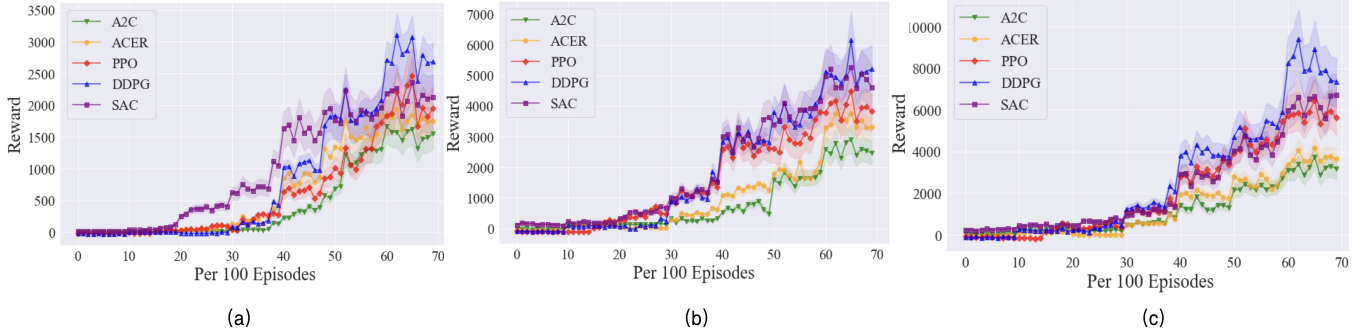 3500
3000
2500
2000
1500
1000
500
0
Reward
A2C
ACER
PPO
DDPG
SAC
0 10 20 30 40 50 60 70
Per 100 Episodes
(a)
7000
6000
5000
4000
3000
2000
1000
0
Reward
A2C
ACER
PPO
DDPG
SAC
0 10 20 30 40 50 60 70
Per 100 Episodes
(b)
10000
8000
6000
4000
2000
0
Reward
A2C
ACER
PPO
DDPG
SAC
0 10 20 30 40 50 60 70
Per 100 Episodes
(c)